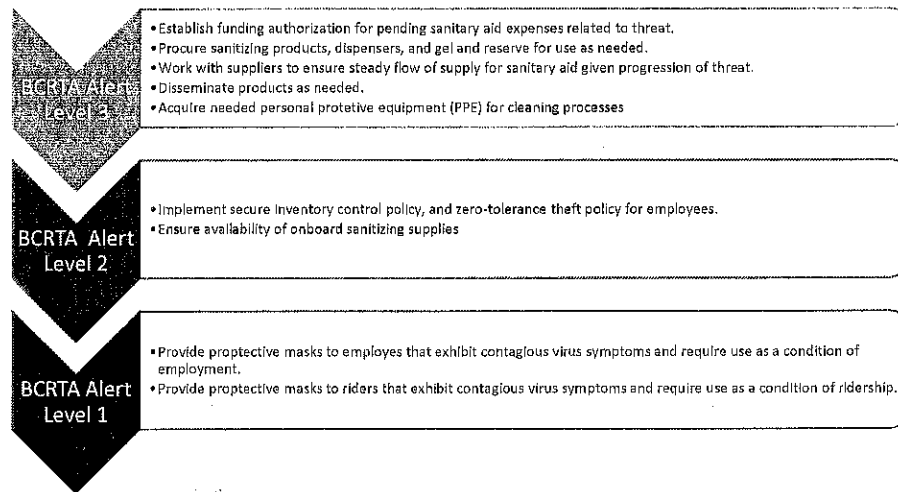 • Establish funding authorization for pending sanitary aid expenses related to threat.
• Procure sanitizing products, dispensers, and gel and reserve for use as needed.
• Work with suppliers to ensure steady flow of supply for sanitary aid given progression of threat.
• Disseminate products as needed.
• Acquire needed personal protetive equipment (PPE) for cleaning processes
BCRTA Alert
Level 3
• Implement secure inventory control policy, and zero-tolerance theft policy for employees.
• Ensure availability of onboard sanitizing supplies
BCRTA Alert
Level 2
• Provide proptective masks to employes that exhibit contagious virus symptoms and require use as a condition of
employment.
• Provide proptective masks to riders that exhibit contagious virus symptoms and require use as a condition of ridership.
BCRTA Alert
Level 1